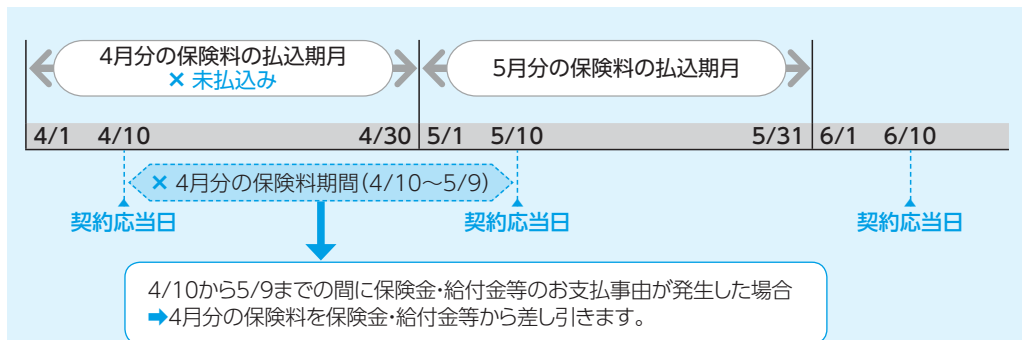 4月分の保険料の払込期月
× 未払込み
5月分の保険料の払込期月
4/1 4/10 4/30 5/1 5/10 5/31 6/1 6/10
× 4月分の保険料期間(4/10〜5/9)
契約応当日 契約応当日 契約応当日
4/10から5/9までの間に保険金・給付金等のお支払事由が発生した場合
➡4月分の保険料を保険金・給付金等から差し引きます。